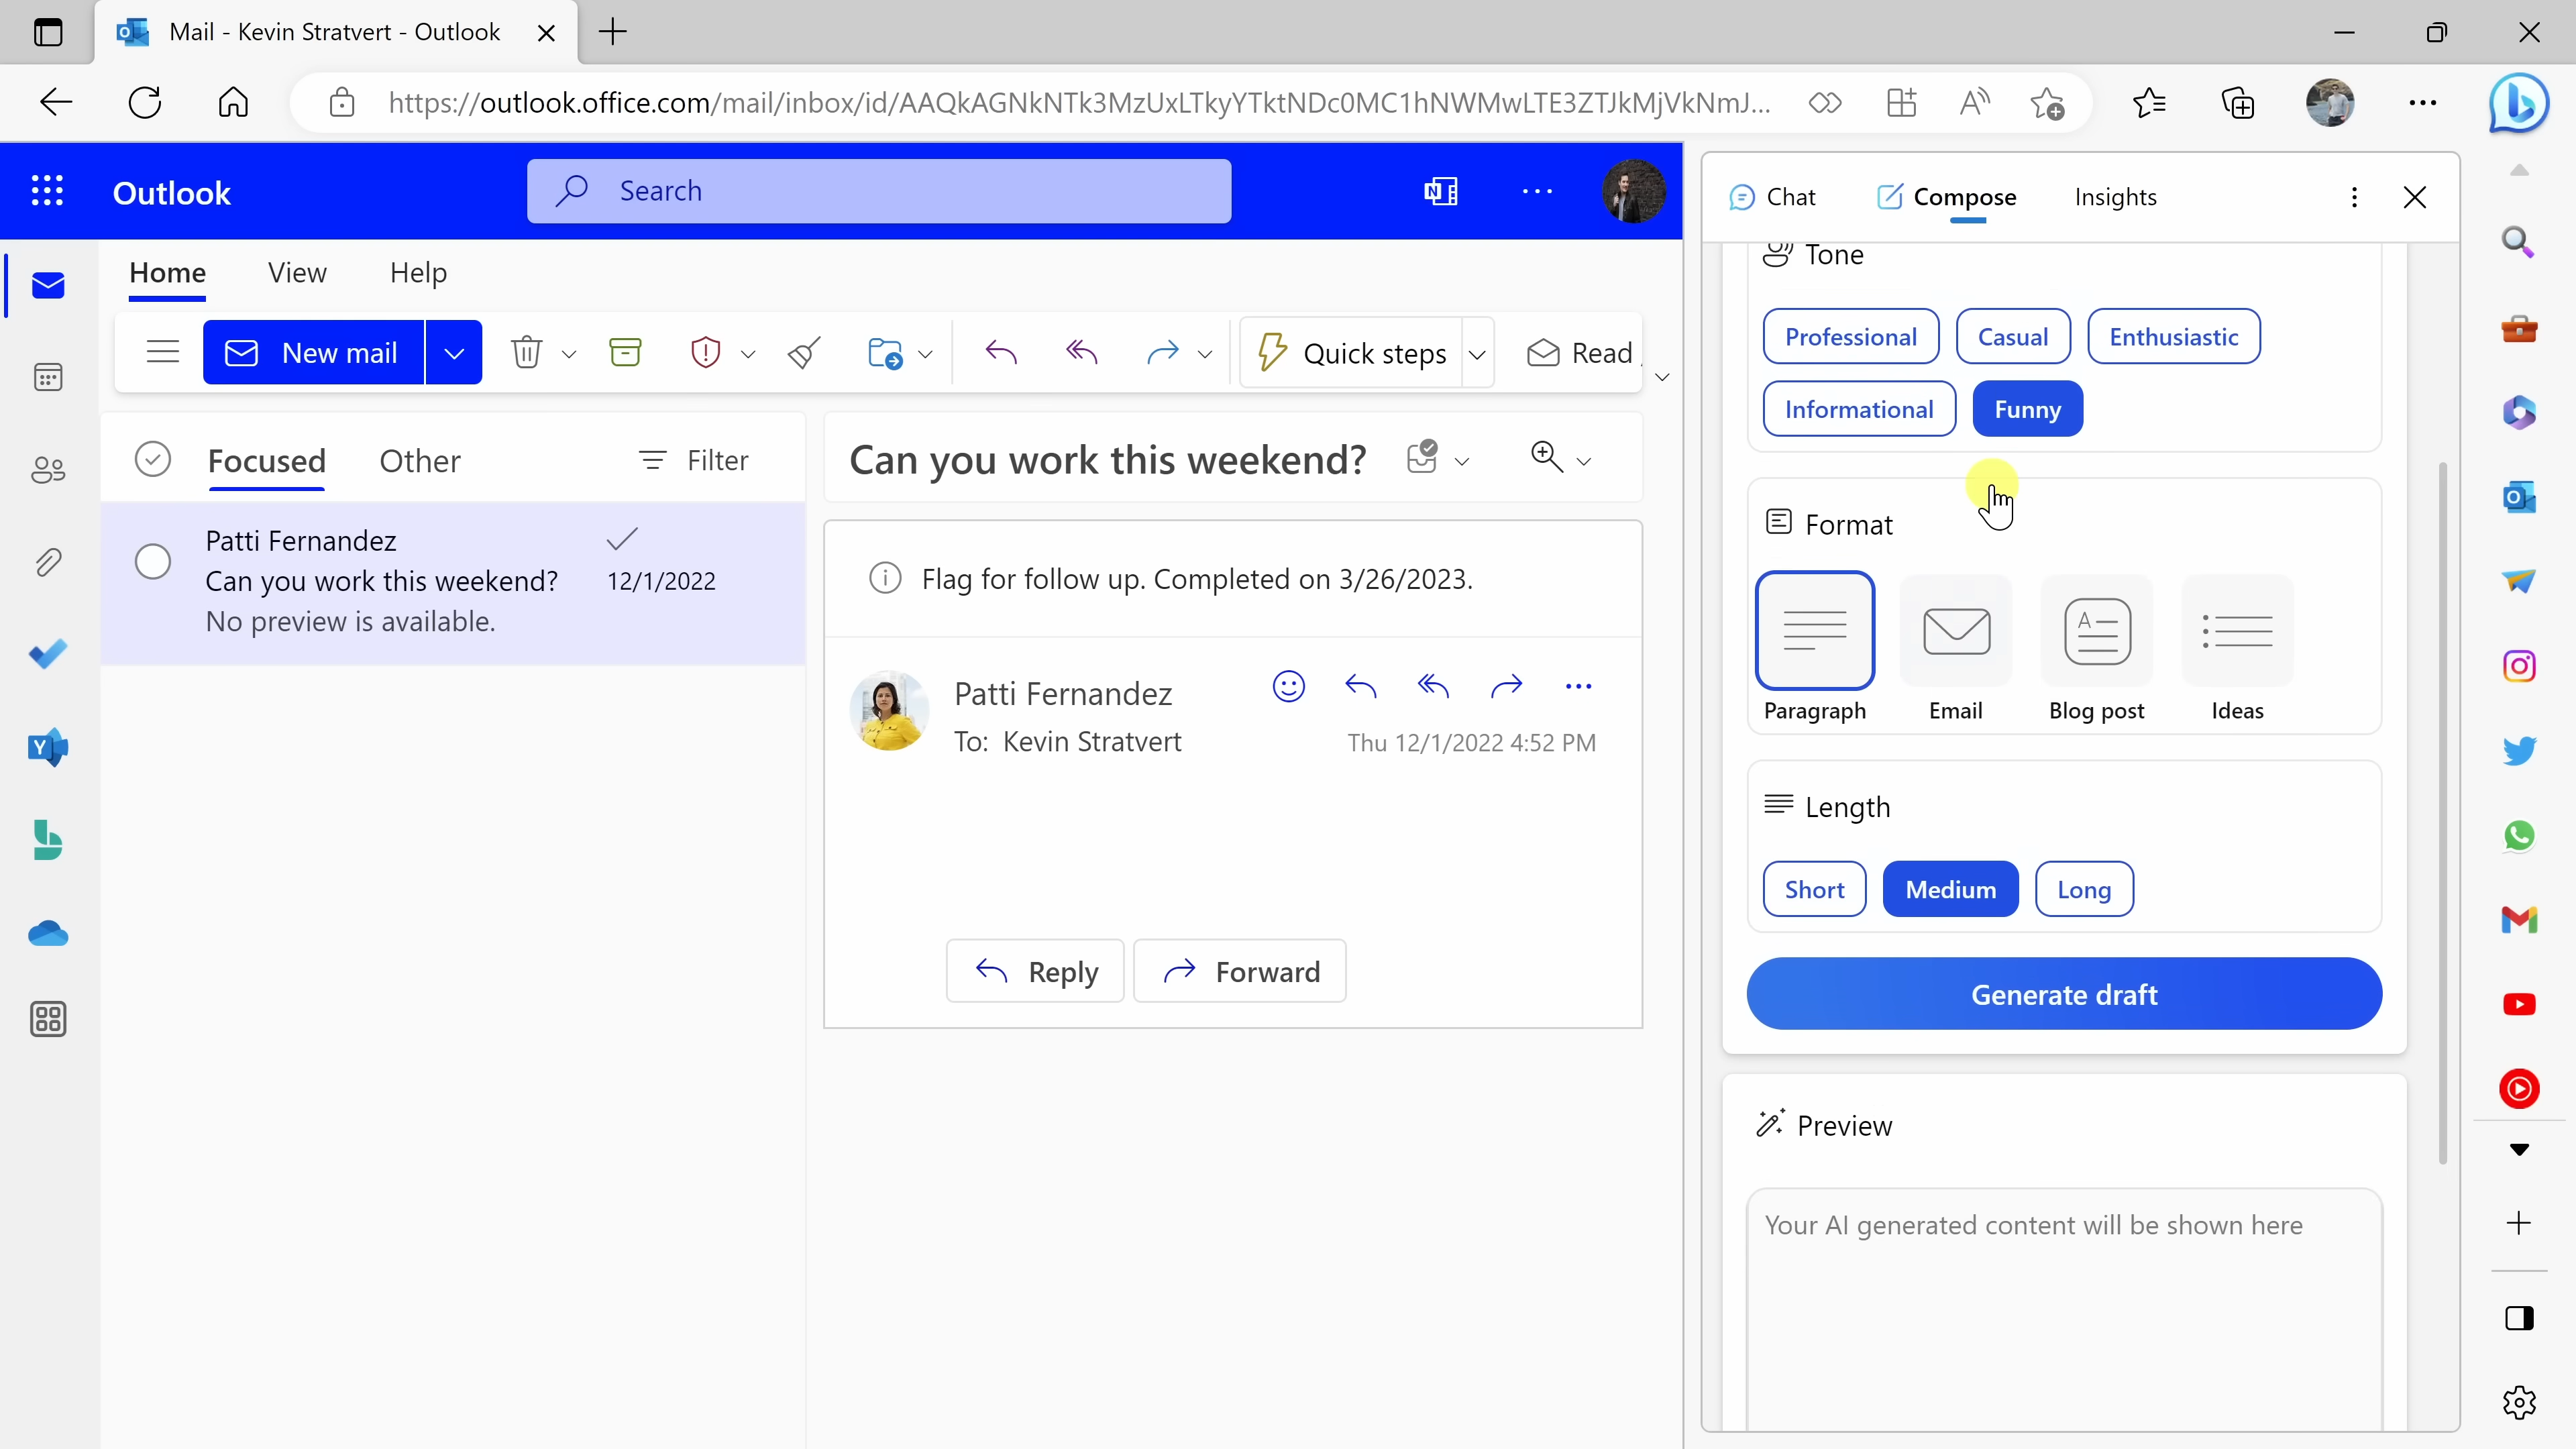 Mail - Kevin Stratvert - Outlook
https://outlook.office.com/mail/inbox/id/AAQkAGNkNTk3MzUxLTkyYTktNDc0MC1hNWMwLTE3ZTJkMjVkNmJ...
Outlook
Search
Home View Help
New mail
Quick steps
Read
Focused Other Filter
Patti Fernandez
Can you work this weekend? 12/1/2022
No preview is available.
Can you work this weekend?
Flag for follow up. Completed on 3/26/2023.
Patti Fernandez
To: Kevin Stratvert
Thu 12/1/2022 4:52 PM
Reply Forward
Chat Compose Insights
Tone
Professional Casual Enthusiastic
Informational Funny
Format
Paragraph Email Blog post Ideas
Length
Short Medium Long
Generate draft
Preview
Your AI generated content will be shown here